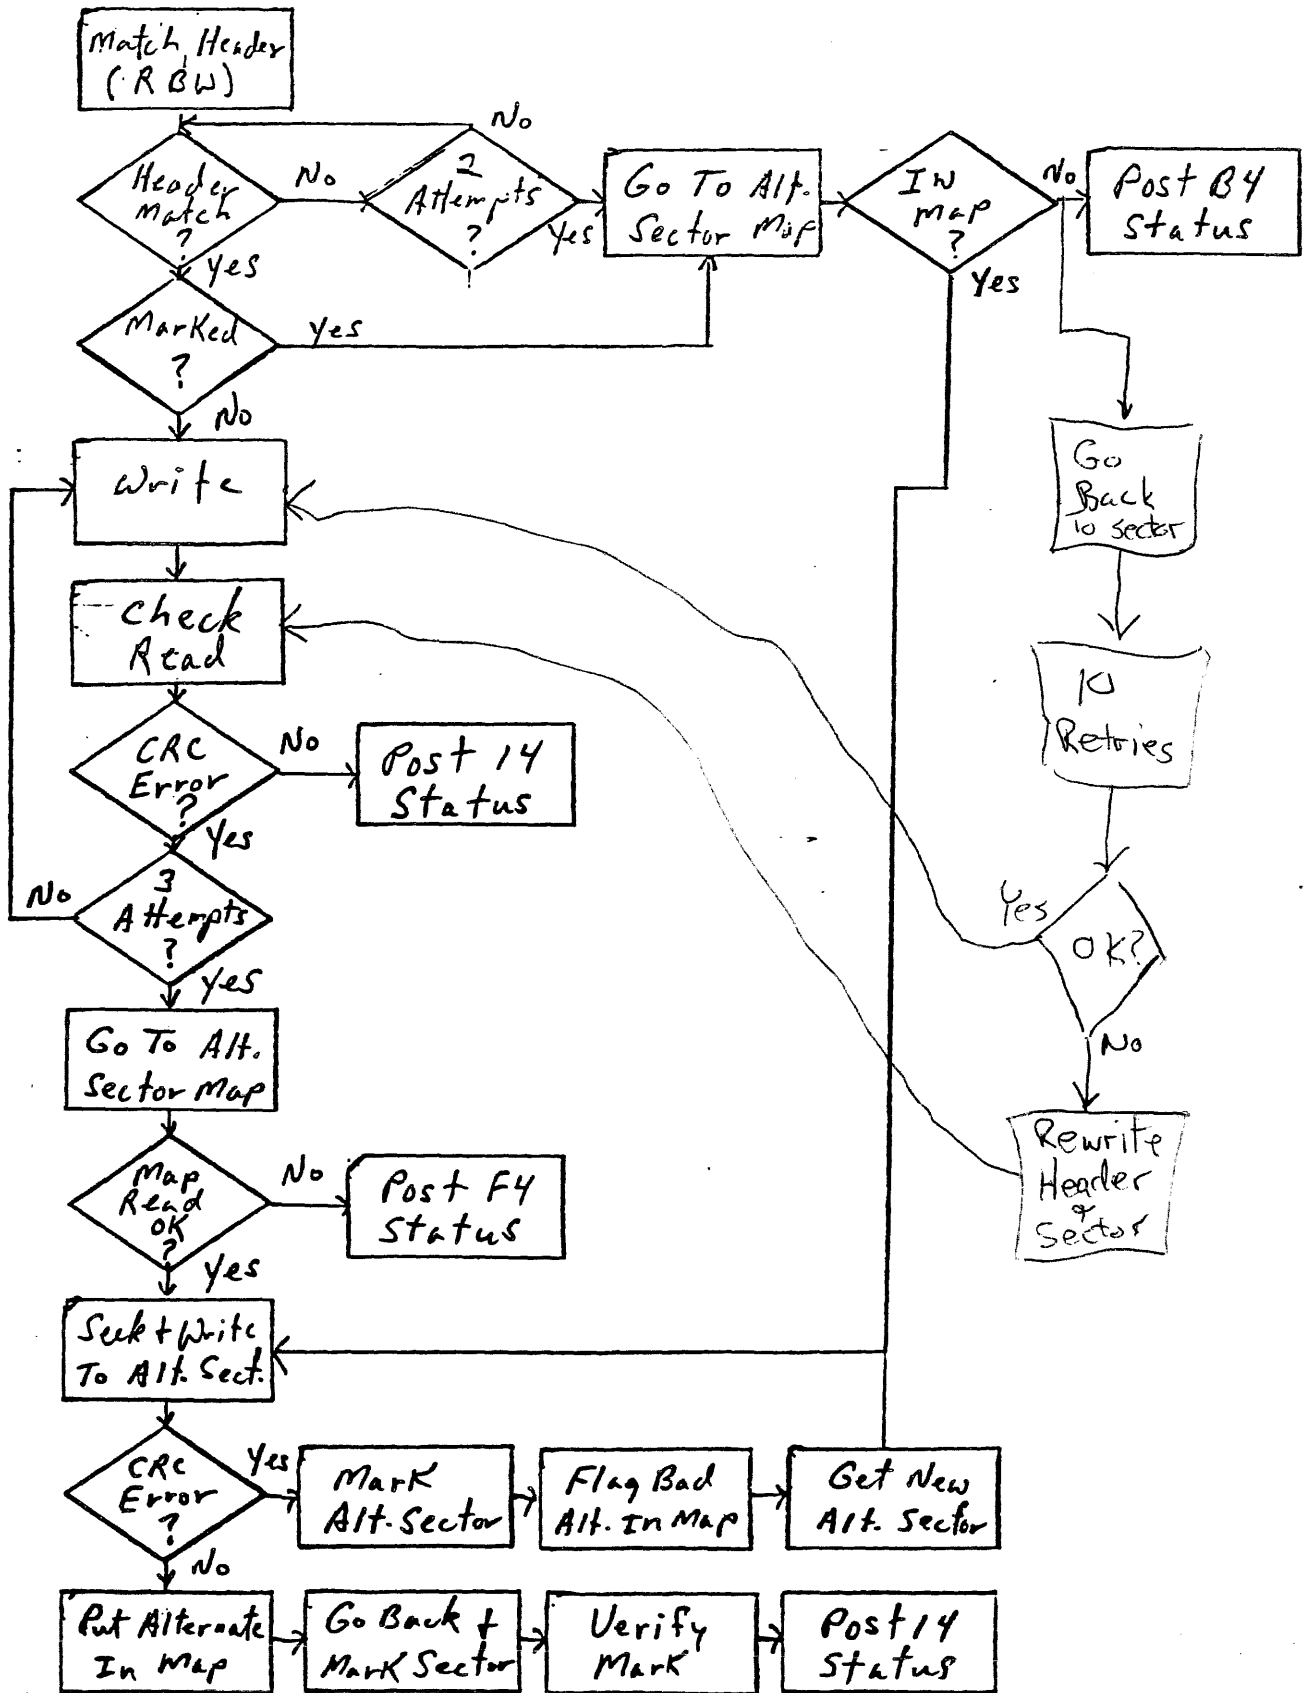 Match Header
(RBW)
No
Header
Match
?
No
2
Attempts
?
Yes
Go To Alt.
Sector Map
In
Map
?
No
Post B4
Status
Yes
Yes
Marked
?
Yes
No
Write
Go
Back
to sector
Check
Read
10
Retries
CRC
Error
?
No
Post 14
Status
Yes
3
Attempts
?
No
Yes
Yes
OK?
No
Go To Alt.
Sector Map
Map
Read
OK
?
No
Post F4
Status
Yes
Rewrite
Header
&
Sector
Seek + Write
To Alt. Sect.
CRC
Error
?
Yes
Mark
Alt. Sector
Flag Bad
Alt. In Map
Get New
Alt. Sector
No
Put Alternate
In Map
Go Back +
Mark Sector
Verify
Mark
Post 14
Status